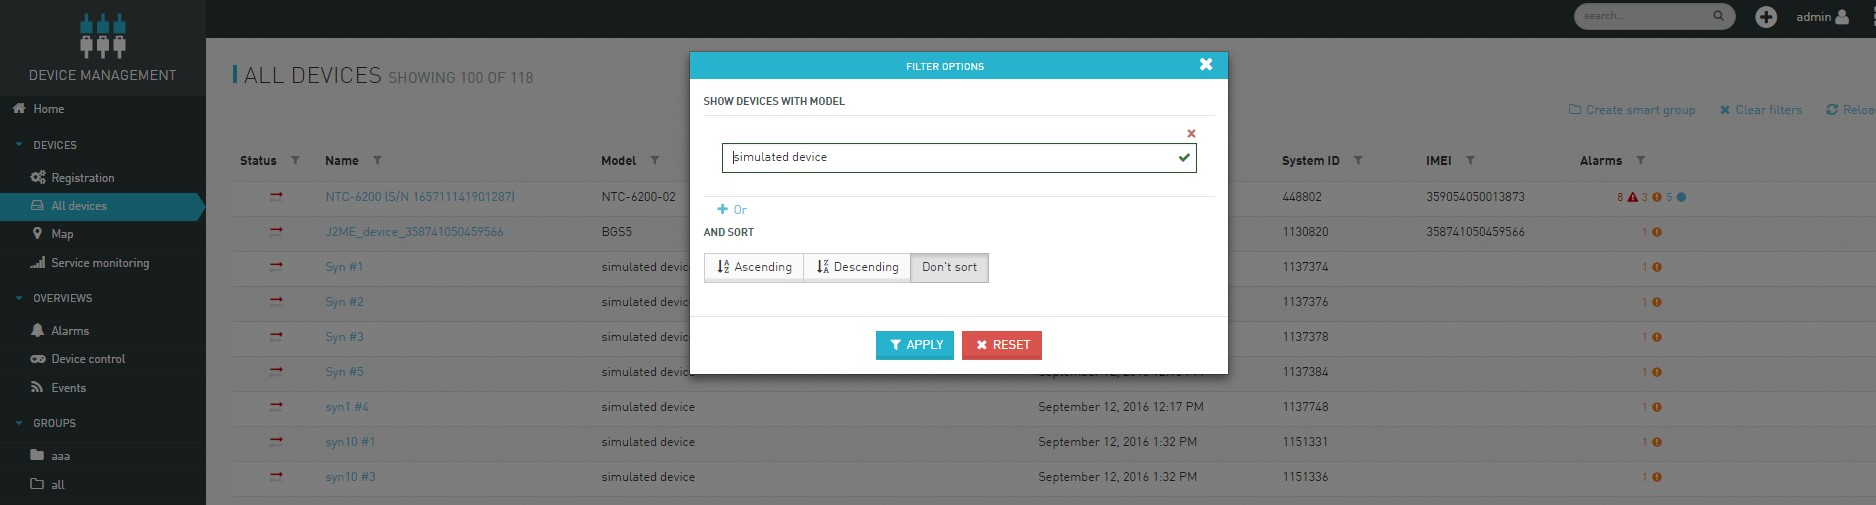 search...
admin
DEVICE MANAGEMENT
Home
DEVICES
Registration
All devices
Map
Service monitoring
OVERVIEWS
Alarms
Device control
Events
GROUPS
aaa
all
ALL DEVICES SHOWING 100 OF 118
Create smart group Clear filters Reloa
FILTER OPTIONS
SHOW DEVICES WITH MODEL
simulated device
Or
AND SORT
Ascending Descending Don't sort
APPLY RESET
Status Name Model System ID IMEI Alarms
NTC-6200 (S/N 165711141901287) NTC-6200-02 448802 359054050013873 8 3 5
J2ME_device_358741050459566 BGS5 1130820 358741050459566 1
Syn #1 simulated devic 1137374 1
Syn #2 simulated devic 1137376 1
Syn #3 simulated devic 1137378 1
Syn #5 simulated device 1137384 1
syn1 #4 simulated device September 12, 2016 12:17 PM 1137748 1
syn10 #1 simulated device September 12, 2016 1:32 PM 1151331 1
syn10 #3 simulated device September 12, 2016 1:32 PM 1151336 1